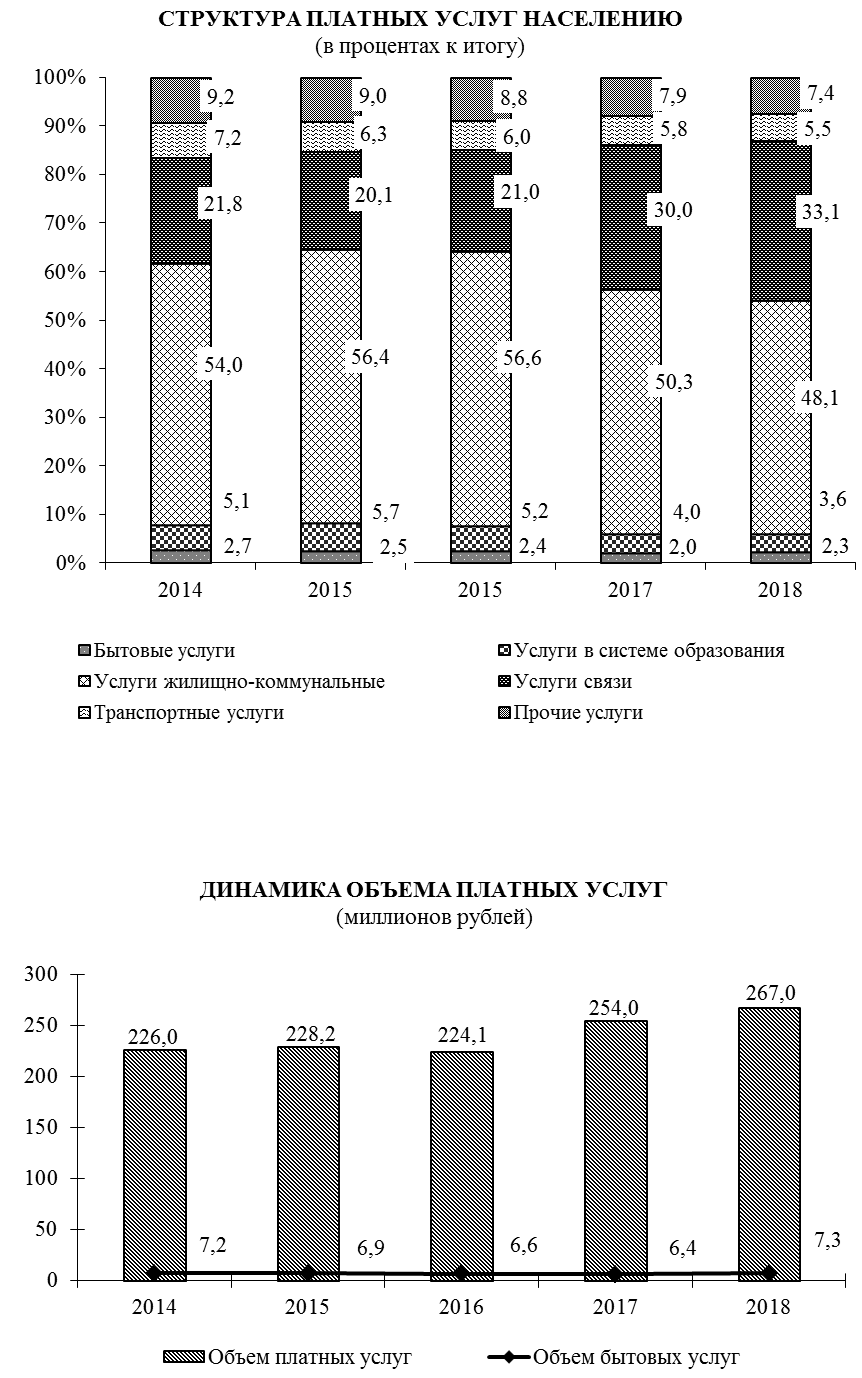 СТРУКТУРА ПЛАТНЫХ УСЛУГ НАСЕЛЕНИЮ
(в процентах к итогу)
100%
90%
80%
70%
60%
50%
40%
30%
20%
10%
0%
9,2 9,0 8,8 7,9 7,4
7,2 6,3 6,0 5,8 5,5
21,8 20,1 21,0 30,0 33,1
54,0 56,4 56,6 50,3 48,1
5,1 5,7 5,2 4,0 3,6
2,7 2,5 2,4 2,0 2,3
2014 2015 2015 2017 2018
Бытовые услуги Услуги в системе образования
Услуги жилищно-коммунальные Услуги связи
Транспортные услуги Прочие услуги
ДИНАМИКА ОБЪЕМА ПЛАТНЫХ УСЛУГ
(миллионов рублей)
300
250
200
150
100
50
0
226,0 228,2 224,1 254,0 267,0
7,2 6,9 6,6 6,4 7,3
2014 2015 2016 2017 2018
Объем платных услуг Объем бытовых услуг